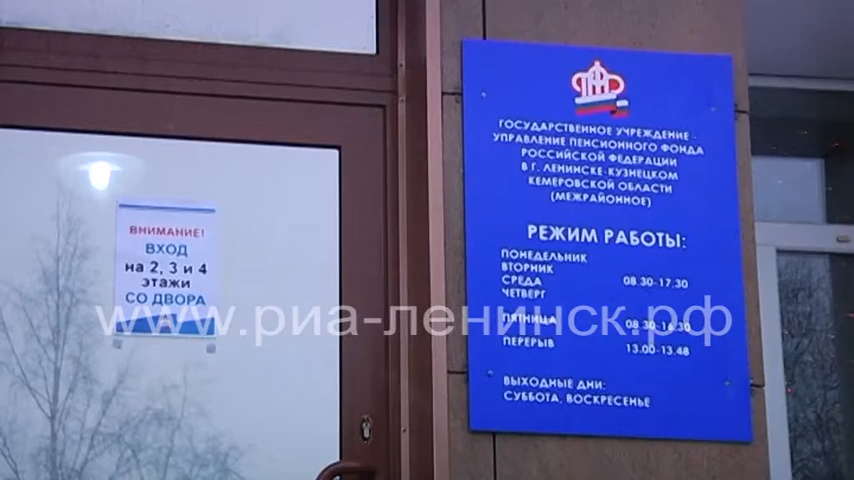 ВНИМАНИЕ!
ВХОД
на 2, 3 и 4
этажи
СО ДВОРА
ГОСУДАРСТВЕННОЕ УЧРЕЖДЕНИЕ -
УПРАВЛЕНИЕ ПЕНСИОННОГО ФОНДА
РОССИЙСКОЙ ФЕДЕРАЦИИ
В Г. ЛЕНИНСКЕ-КУЗНЕЦКОМ
КЕМЕРОВСКОЙ ОБЛАСТИ
(МЕЖРАЙОННОЕ)
РЕЖИМ РАБОТЫ:
ПОНЕДЕЛЬНИК
ВТОРНИК
СРЕДА 08.30-17.30
ЧЕТВЕРГ
ПЯТНИЦА 08.30-16.30
ПЕРЕРЫВ 13.00-13.48
ВЫХОДНЫЕ ДНИ:
СУББОТА, ВОСКРЕСЕНЬЕ
www.риа-ленинск.рф